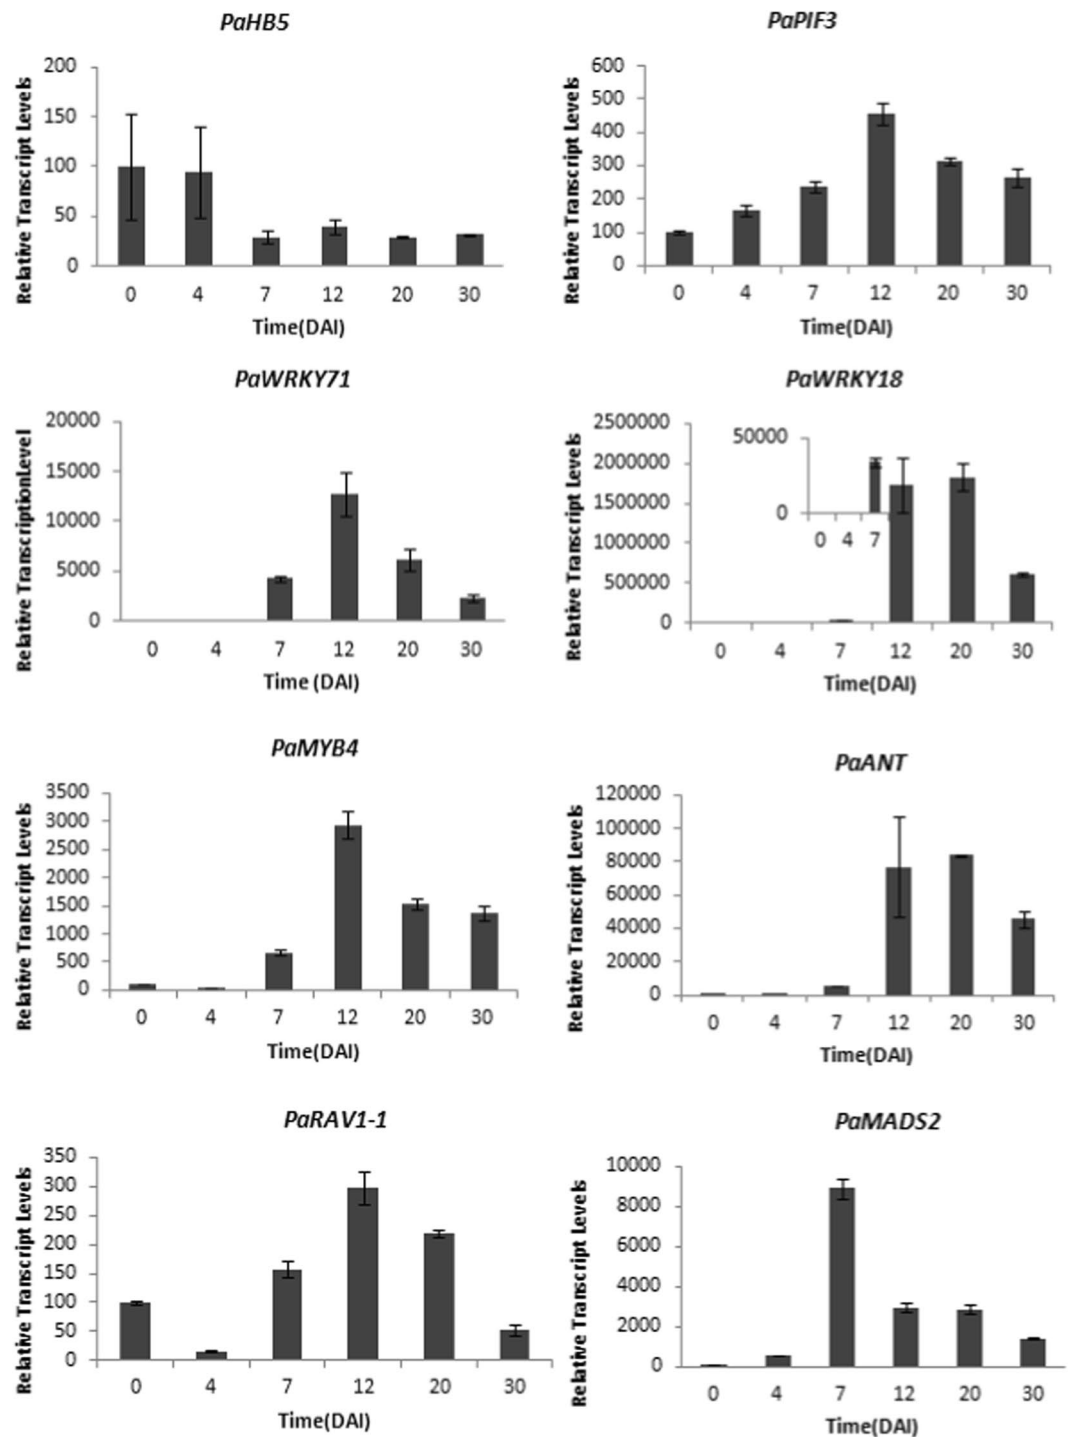 PaHB5
Relative Transcript Levels
200
150
100
50
0
0 4 7 12 20 30
Time(DAI)
PaPIF3
Relative Transcript Levels
600
500
400
300
200
100
0
0 4 7 12 20 30
Time(DAI)
PaWRKY71
Relative TranscriptionLevel
20000
15000
10000
5000
0
0 4 7 12 20 30
Time (DAI)
PaWRKY18
Relative Transcript Levels
2500000
2000000
1500000
1000000
500000
0
50000
0
0 4 7
0 4 7 12 20 30
Time(DAI)
PaMYB4
Relative Transcript Levels
3500
3000
2500
2000
1500
1000
500
0
0 4 7 12 20 30
Time(DAI)
PaANT
Relative Transcript Levels
120000
100000
80000
60000
40000
20000
0
0 4 7 12 20 30
Time(DAI)
PaRAV1-1
Relative Transcript Levels
350
300
250
200
150
100
50
0
0 4 7 12 20 30
Time(DAI)
PaMADS2
Relative Transcript Levels
10000
8000
6000
4000
2000
0
0 4 7 12 20 30
Time(DAI)